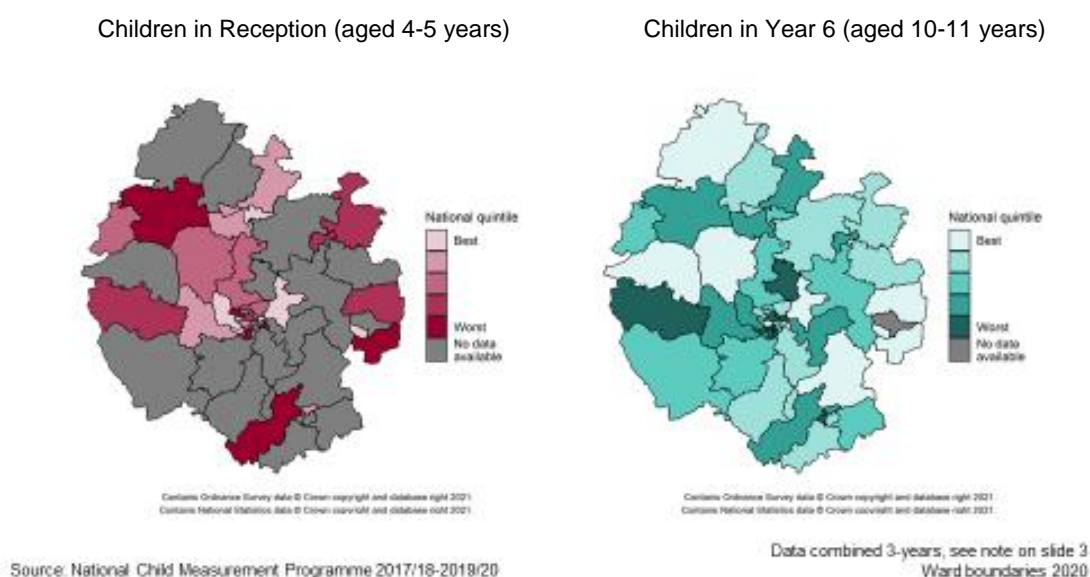 Children in Reception (aged 4-5 years)
Children in Year 6 (aged 10-11 years)
National quintile
Best
Worst
No data
available
National quintile
Best
Worst
No data
available
Contains Ordnance Survey data © Crown copyright and database right 2021
Contains National Statistics data © Crown copyright and database right 2021
Contains Ordnance Survey data © Crown copyright and database right 2021
Contains National Statistics data © Crown copyright and database right 2021
Data combined 3-years, see note on slide 3
Source: National Child Measurement Programme 2017/18-2019/20
Ward boundaries 2020